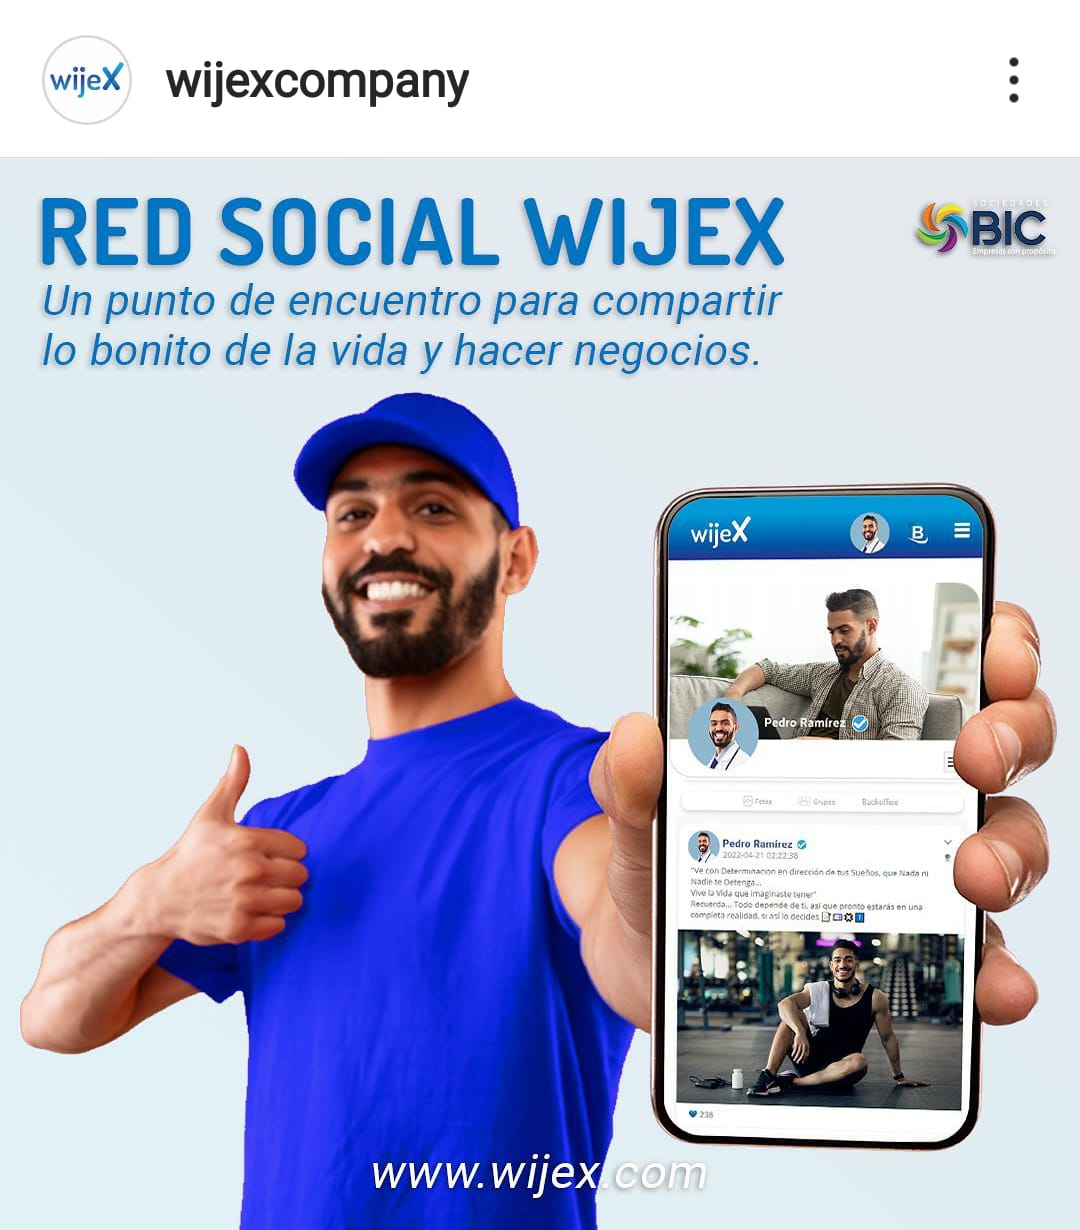 wijeX
wijexcompany
RED SOCIAL WIJEX
SOCIEDADES
BIC
Empresas con propósito
Un punto de encuentro para compartir
lo bonito de la vida y hacer negocios.
wijeX
B
Pedro Ramírez
Fotos
Grupos
Backoffice
Pedro Ramírez
2022-04-21 02:22:38
"Ve con Determinacion en dirección de tus Sueños, que Nada ni
Nadie te Detenga...
Vive la Vida que imaginaste tener"
Recuerda... Todo depende de ti, asi que pronto estarás en una
completa realidad, si asi lo decides
238
www.wijex.com